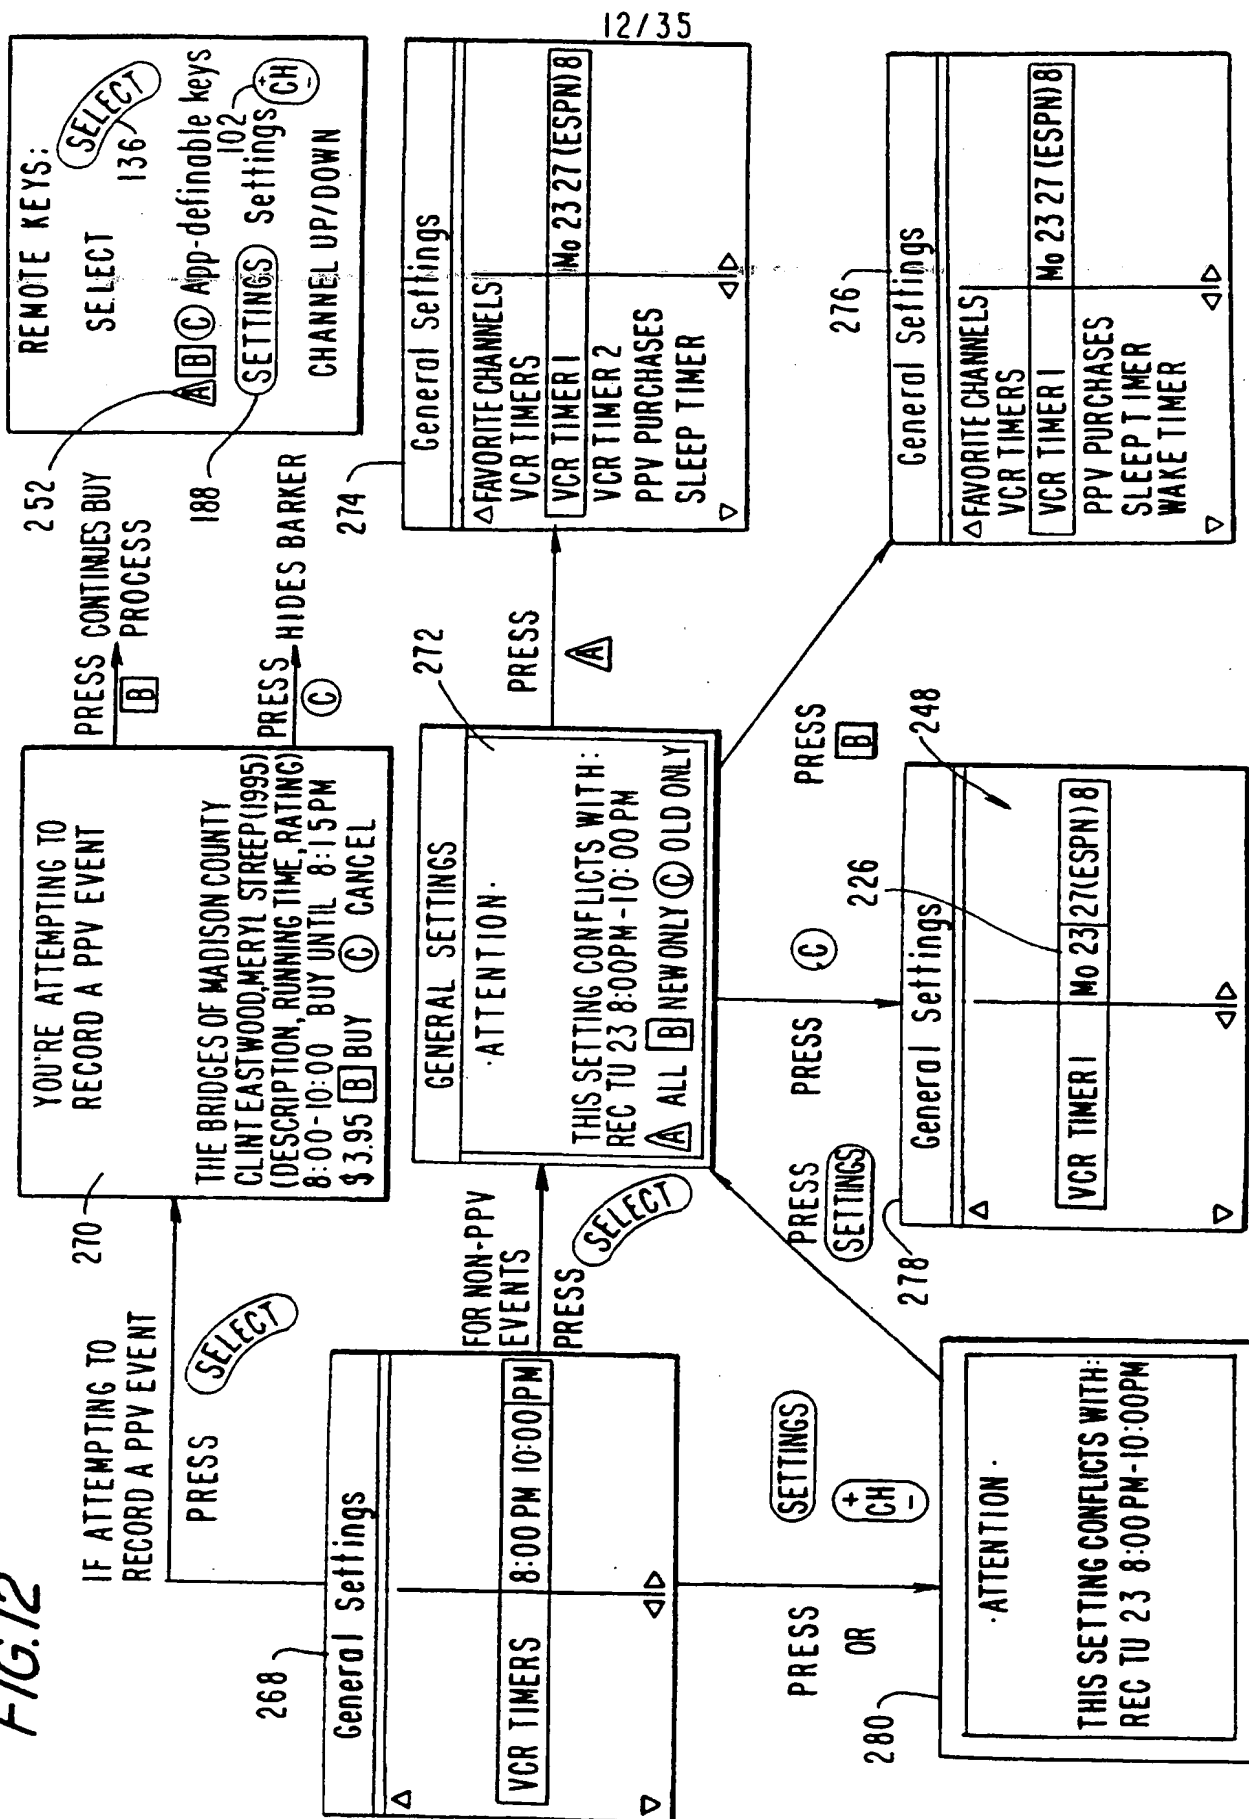 12/35
FIG.12
IF ATTEMPTING TO
RECORD A PPV EVENT
PRESS
SELECT
270
YOU'RE ATTEMPTING TO
RECORD A PPV EVENT
THE BRIDGES OF MADISON COUNTY
CLINT EASTWOOD, MERYL STREEP (1995)
(DESCRIPTION, RUNNING TIME, RATING)
8:00-10:00 BUY UNTIL 8:15PM
$3.95 B BUY C CANCEL
PRESS
B
CONTINUES BUY
PROCESS
PRESS
C
HIDES BARKER
REMOTE KEYS:
SELECT
SELECT
136
252
A B C App-definable keys
188
SETTINGS Settings
102
CHANNEL UP/DOWN
+
CH
-
268
General Settings
VCR TIMERS 8:00 PM 10:00 PM
FOR NON-PPV
EVENTS
PRESS
SELECT
272
GENERAL SETTINGS
·ATTENTION·
THIS SETTING CONFLICTS WITH:
REC TU 23 8:00PM-10:00PM
A ALL B NEW ONLY C OLD ONLY
PRESS
A
274
General Settings
FAVORITE CHANNELS
VCR TIMERS
VCR TIMER 1 Mo 23 27 (ESPN) 8
VCR TIMER 2
PPV PURCHASES
SLEEP TIMER
PRESS
OR
SETTINGS
+
CH
-
280
·ATTENTION·
THIS SETTING CONFLICTS WITH:
REC TU 23 8:00PM-10:00PM
PRESS
SETTINGS
PRESS
C
PRESS
B
278
General Settings
226
248
VCR TIMER 1 Mo 23 27 (ESPN) 8
276
General Settings
FAVORITE CHANNELS
VCR TIMERS
VCR TIMER 1 Mo 23 27 (ESPN) 8
PPV PURCHASES
SLEEP TIMER
WAKE TIMER